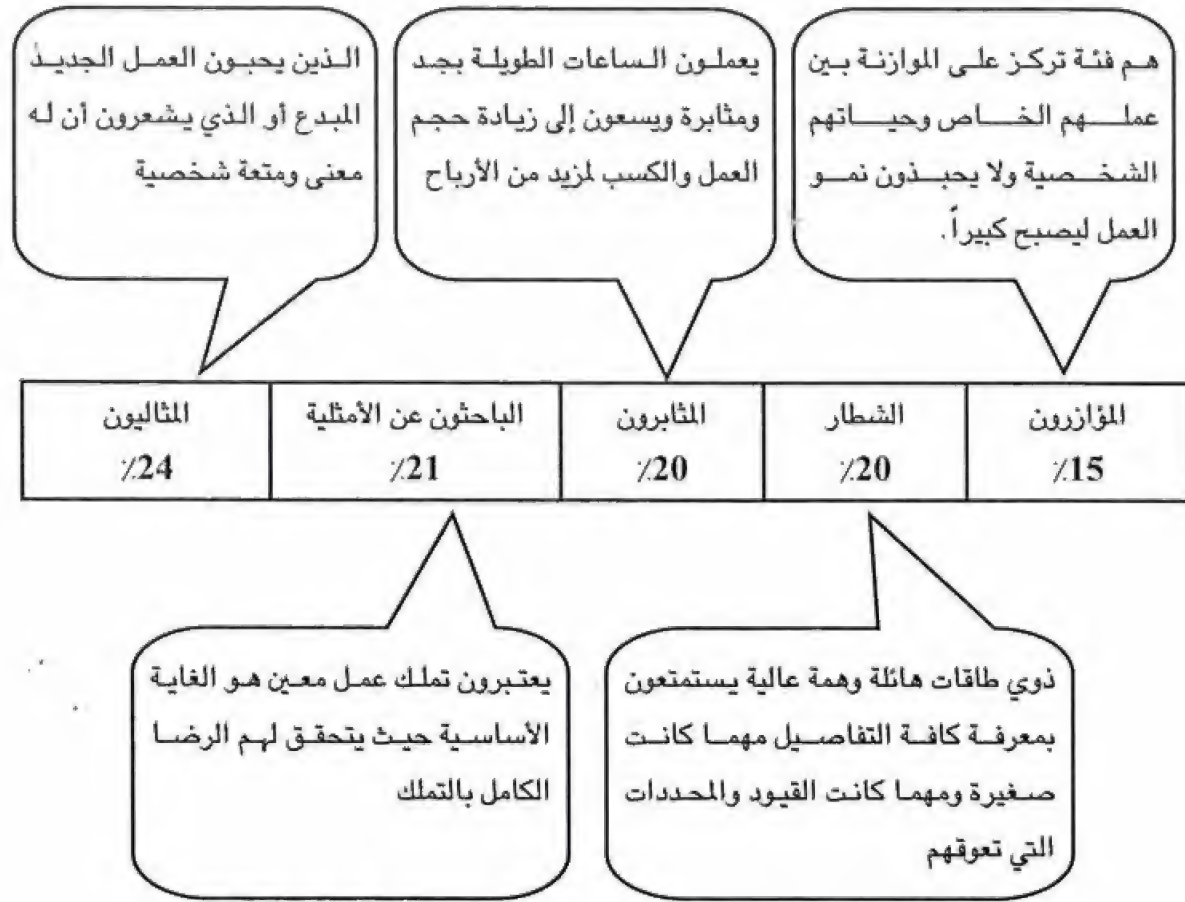 هم فئة تركز على الموازنة بين
عملهم الخاص وحياتهم
الشخصية ولا يحبذون نمو
العمل ليصبح كبيراً.
يعملون الساعات الطويلة بجد
ومثابرة ويسعون إلى زيادة حجم
العمل والكسب لمزيد من الأرباح
الذين يحبون العمل الجديد
المبدع أو الذي يشعرون أن له
معنى ومتعة شخصية
المؤازرون
٪15
الشطار
٪20
المثابرون
٪20
الباحثون عن الأمثلية
٪21
المثاليون
٪24
ذوي طاقات هائلة وهمة عالية يستمتعون
بمعرفة كافة التفاصيل مهما كانت
صغيرة ومهما كانت القيود والمحددات
التي تعوقهم
يعتبرون تملك عمل معين هو الغاية
الأساسية حيث يتحقق لهم الرضا
الكامل بالتملك